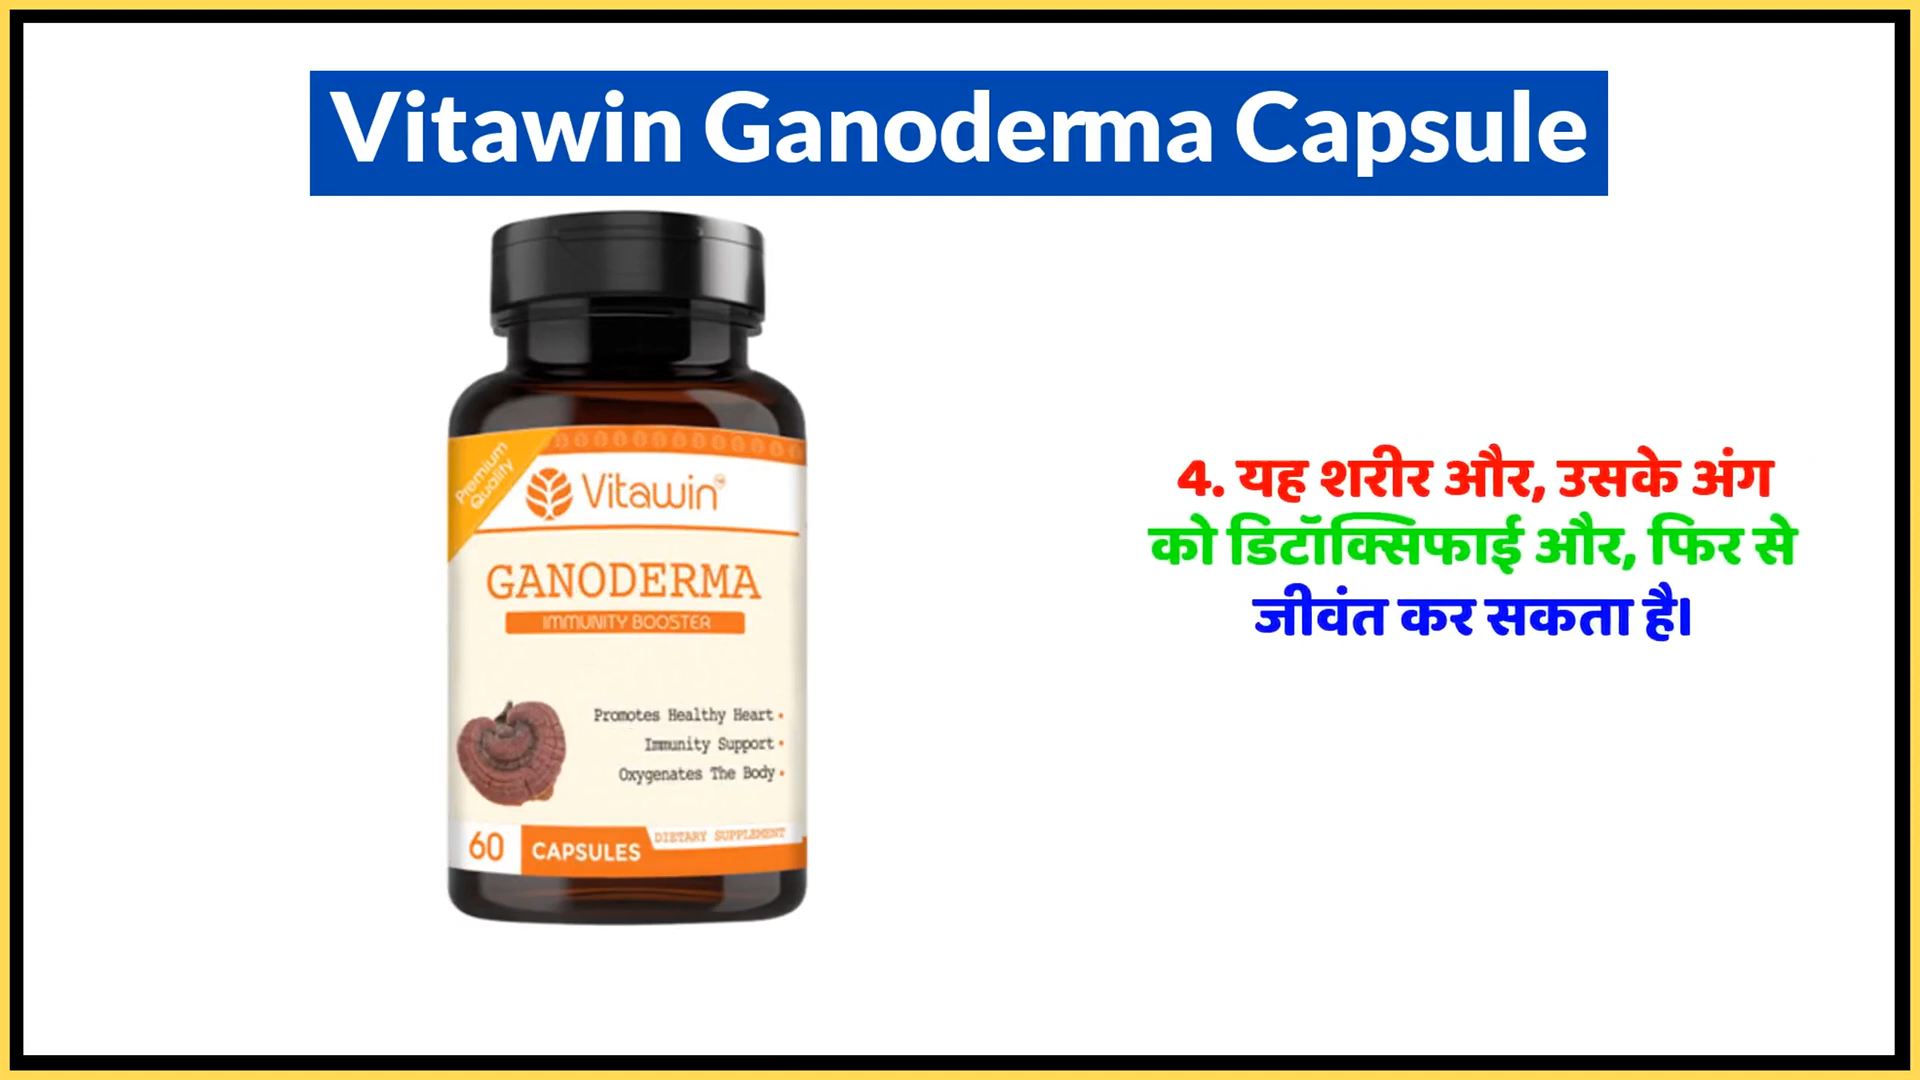 Vitawin Ganoderma Capsule
Premium
Quality
Vitawin
GANODERMA
IMMUNITY BOOSTER
Promotes Healthy Heart •
Immunity Support •
Oxygenates The Body •
60 CAPSULES
DIETARY SUPPLEMENT
4. यह शरीर और, उसके अंग
को डिटॉक्सिफाई और, फिर से
जीवंत कर सकता है।